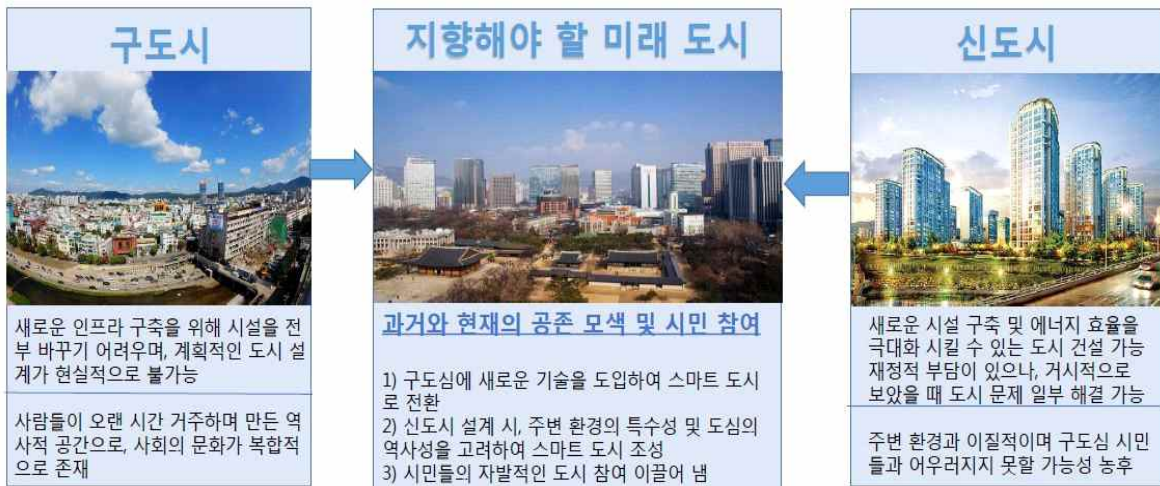 구도시
새로운 인프라 구축을 위해 시설을 전
부 바꾸기 어려우며, 계획적인 도시 설
계가 현실적으로 불가능
사람들이 오랜 시간 거주하며 만든 역
사적 공간으로, 사회의 문화가 복합적
으로 존재
지향해야 할 미래 도시
과거와 현재의 공존 모색 및 시민 참여
1) 구도심에 새로운 기술을 도입하여 스마트 도시
로 전환
2) 신도시 설계 시, 주변 환경의 특수성 및 도심의
역사성을 고려하여 스마트 도시 조성
3) 시민들의 자발적인 도시 참여 이끌어 냄
신도시
새로운 시설 구축 및 에너지 효율을
극대화 시킬 수 있는 도시 건설 가능
재정적 부담이 있으나, 거시적으로
보았을 때 도시 문제 일부 해결 가능
주변 환경과 이질적이며 구도심 시민
들과 어우러지지 못할 가능성 농후